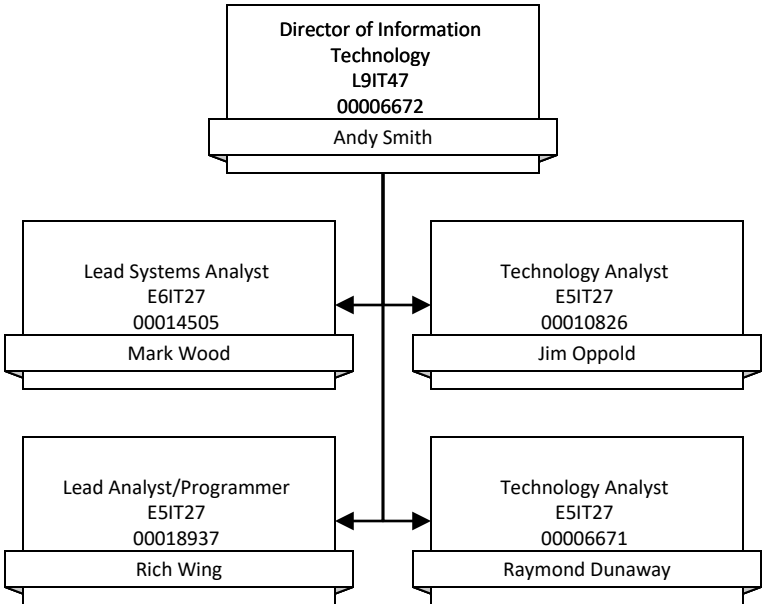 Director of Information
Technology
L9IT47
00006672
Andy Smith
Lead Systems Analyst
E6IT27
00014505
Mark Wood
Technology Analyst
E5IT27
00010826
Jim Oppold
Lead Analyst/Programmer
E5IT27
00018937
Rich Wing
Technology Analyst
E5IT27
00006671
Raymond Dunaway